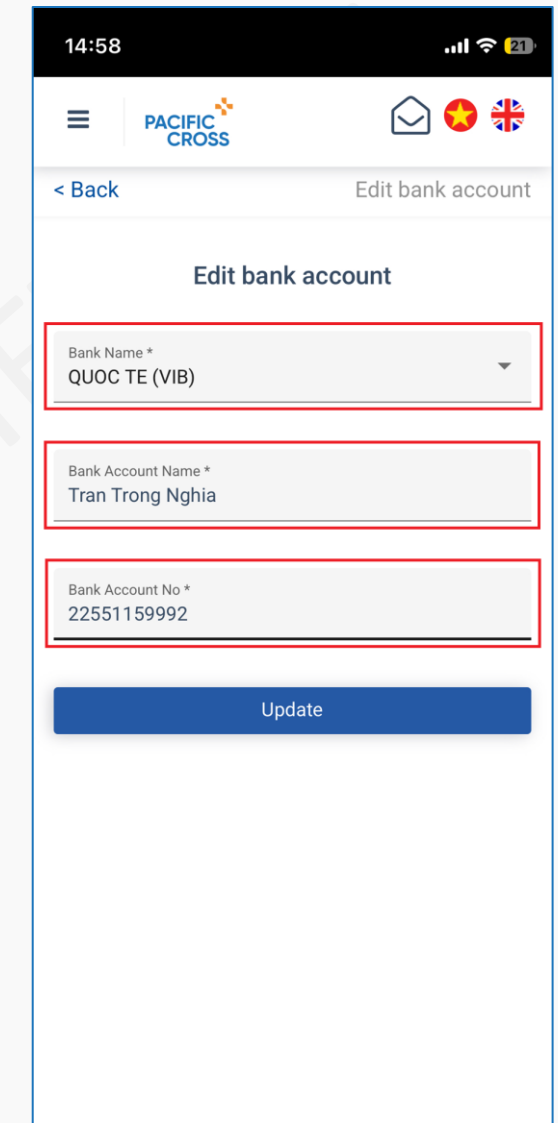 14:58
21
PACIFIC
CROSS
< Back
Edit bank account
Edit bank account
Bank Name *
QUOC TE (VIB)
Bank Account Name *
Tran Trong Nghia
Bank Account No *
22551159992
Update